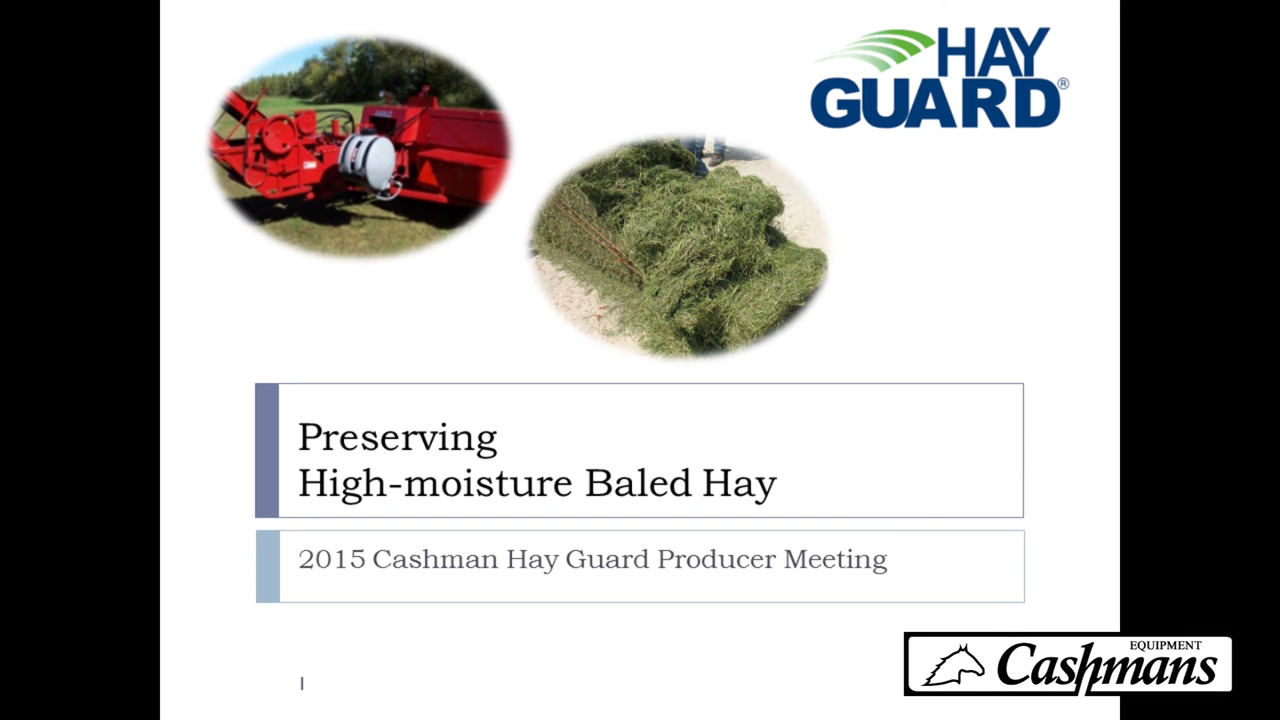 HAY
GUARD®
Preserving
High-moisture Baled Hay
2015 Cashman Hay Guard Producer Meeting
1
EQUIPMENT
Cashmans